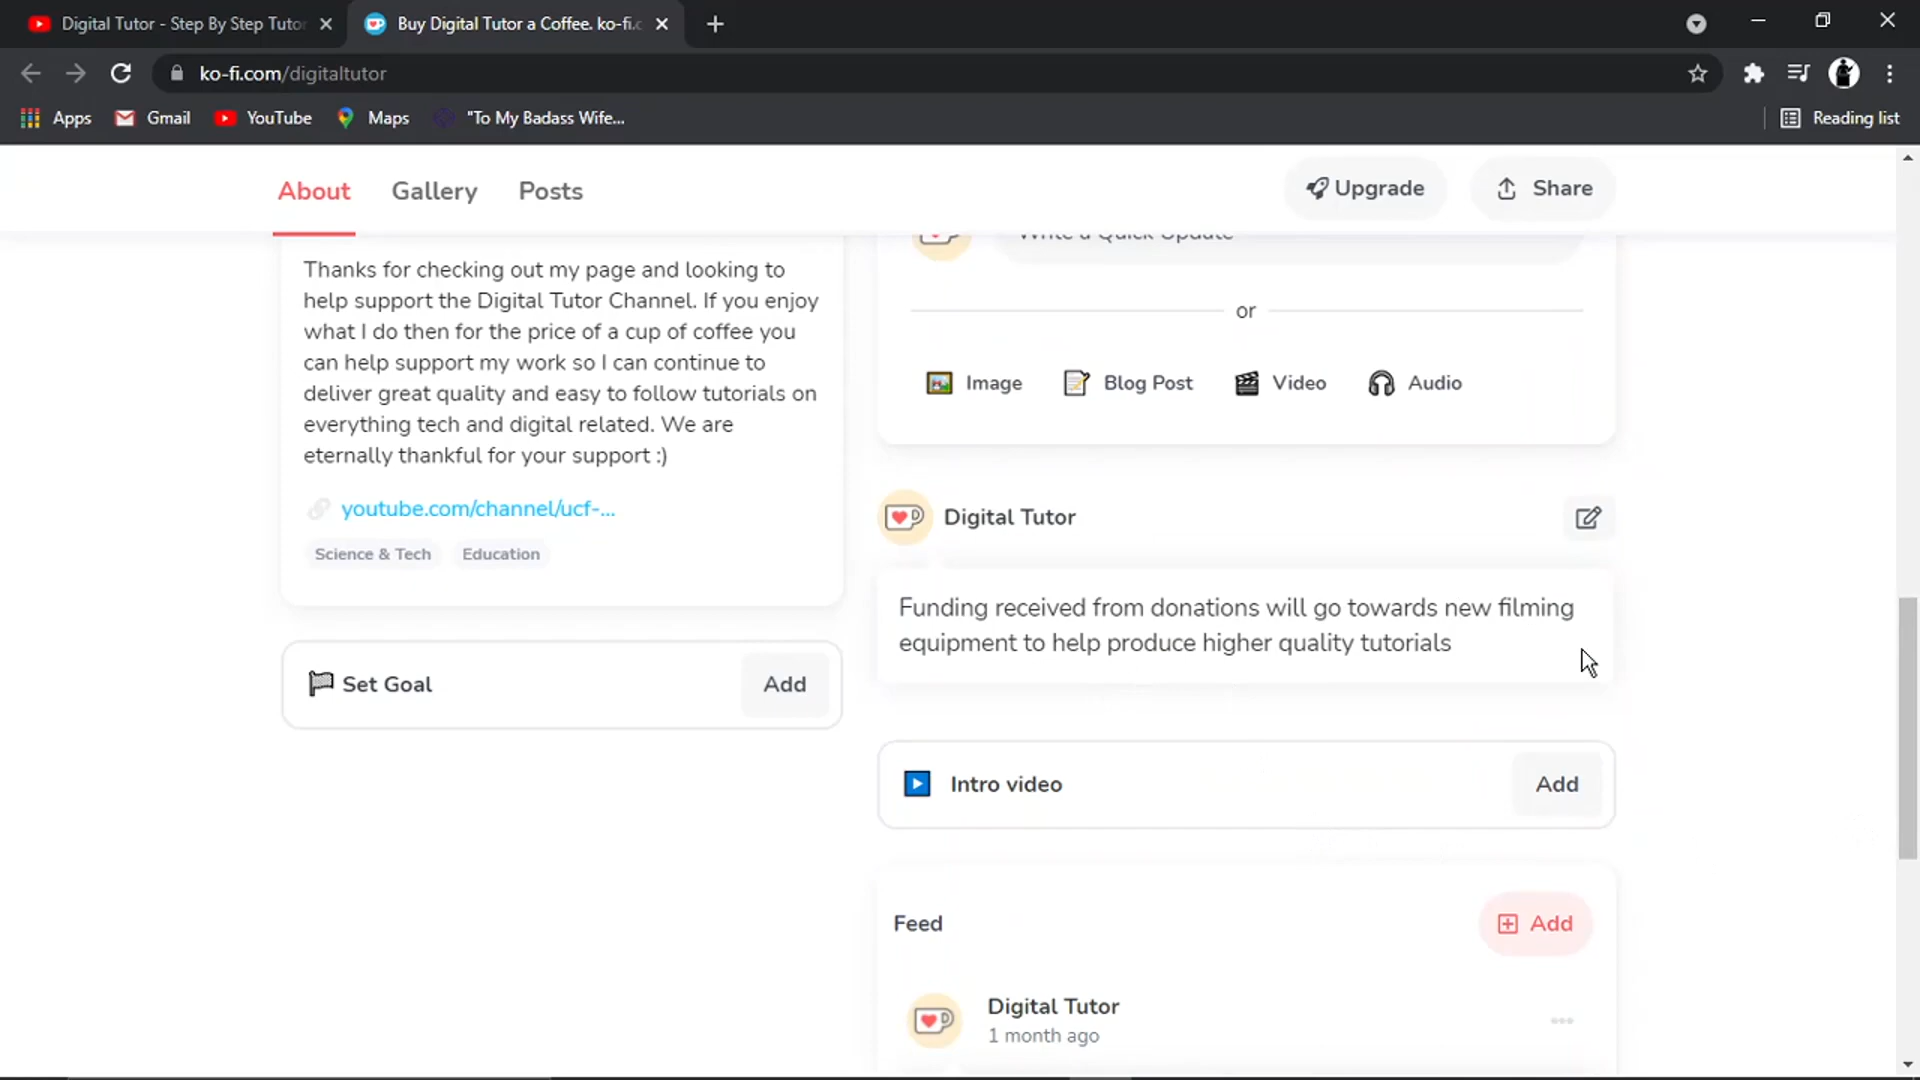 Digital Tutor - Step By Step Tutor
Buy Digital Tutor a Coffee. ko-fi.c
ko-fi.com/digitaltutor
Apps
Gmail
YouTube
Maps
"To My Badass Wife...
Reading list
About
Gallery
Posts
Upgrade
Share
Write a Quick Update
Thanks for checking out my page and looking to
help support the Digital Tutor Channel. If you enjoy
what I do then for the price of a cup of coffee you
can help support my work so I can continue to
deliver great quality and easy to follow tutorials on
everything tech and digital related. We are
eternally thankful for your support :)
youtube.com/channel/ucf-...
Science & Tech
Education
Set Goal
Add
or
Image
Blog Post
Video
Audio
Digital Tutor
Funding received from donations will go towards new filming
equipment to help produce higher quality tutorials
Intro video
Add
Feed
Add
Digital Tutor
1 month ago